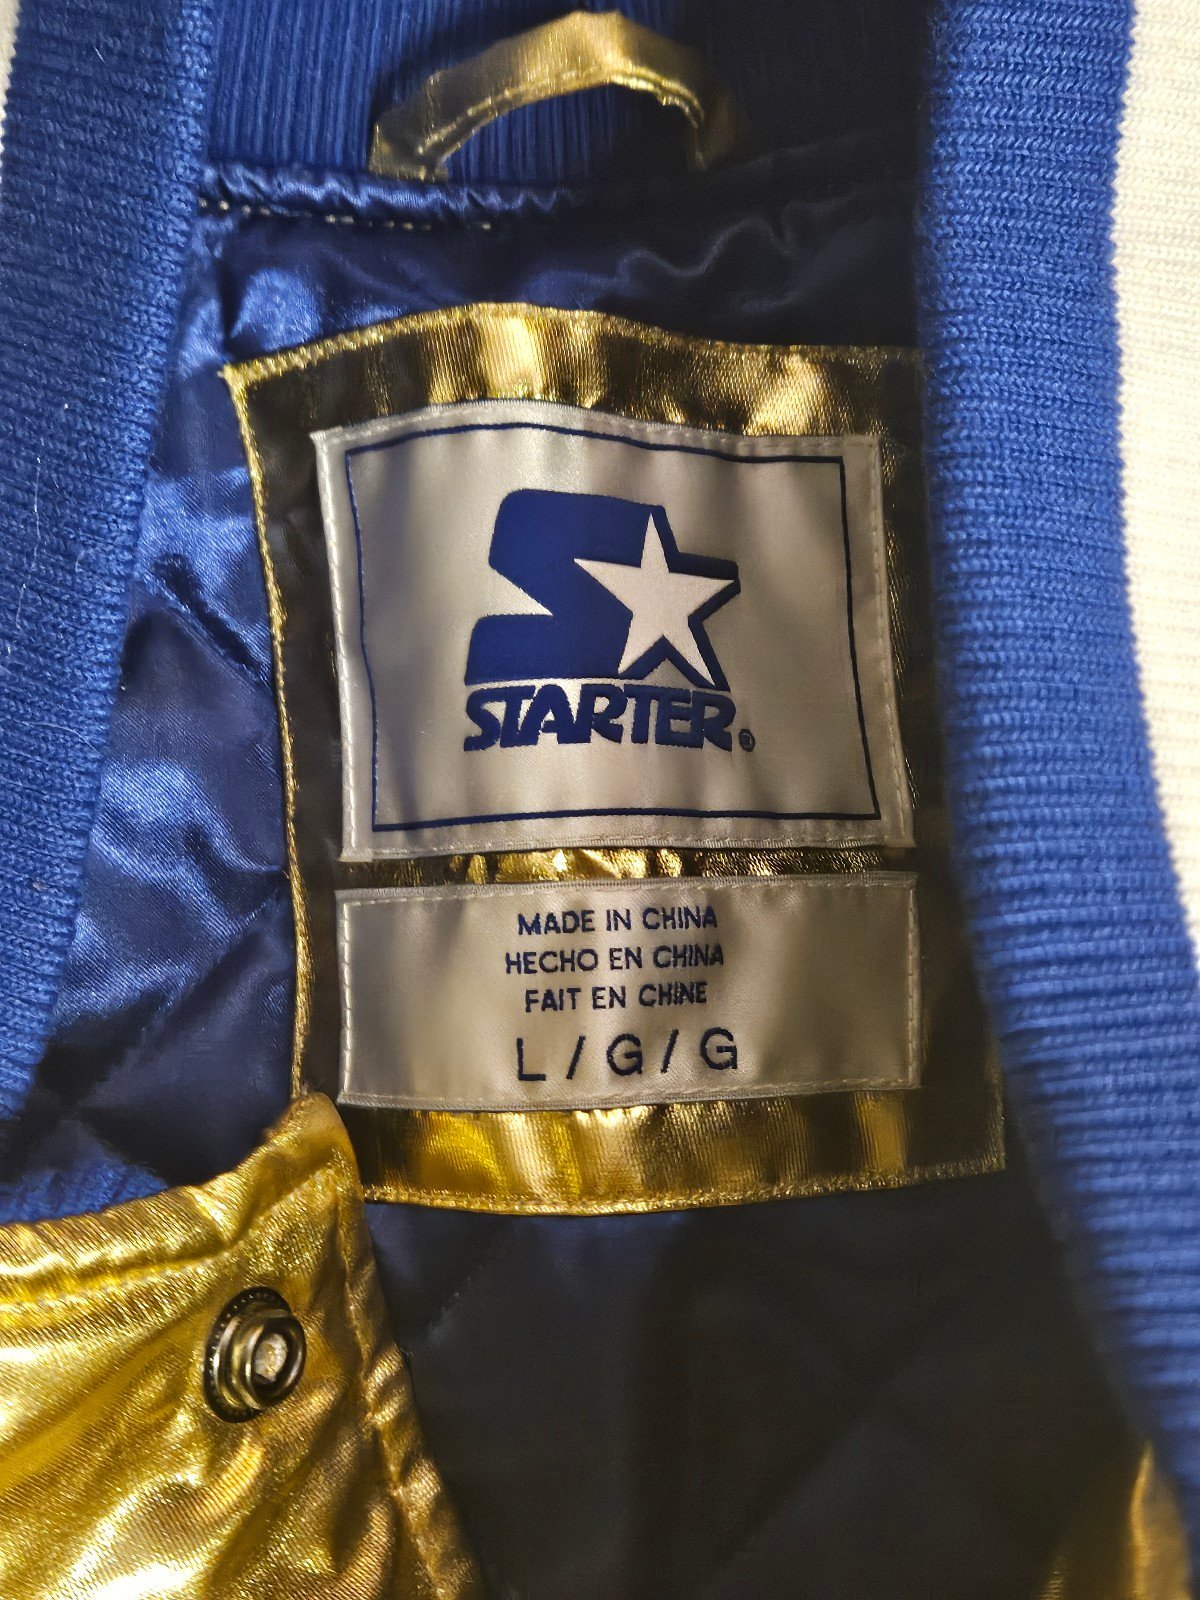 STARTER®
MADE IN CHINA
HECHO EN CHINA
FAIT EN CHINE
L / G / G